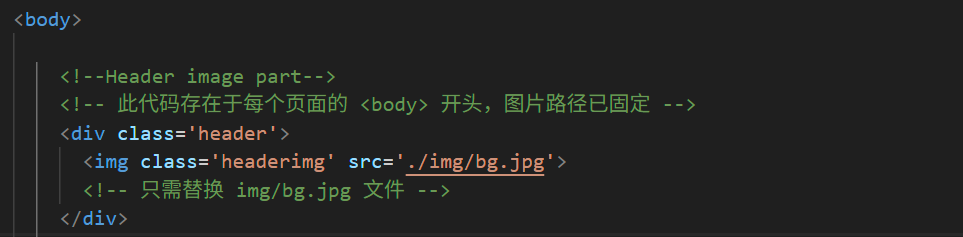 <body>
<!--Header image part-->
<!-- 此代码存在于每个页面的 <body> 开头，图片路径已固定 -->
<div class='header'>
<img class='headerimg' src='./img/bg.jpg'>
<!-- 只需替换 img/bg.jpg 文件 -->
</div>